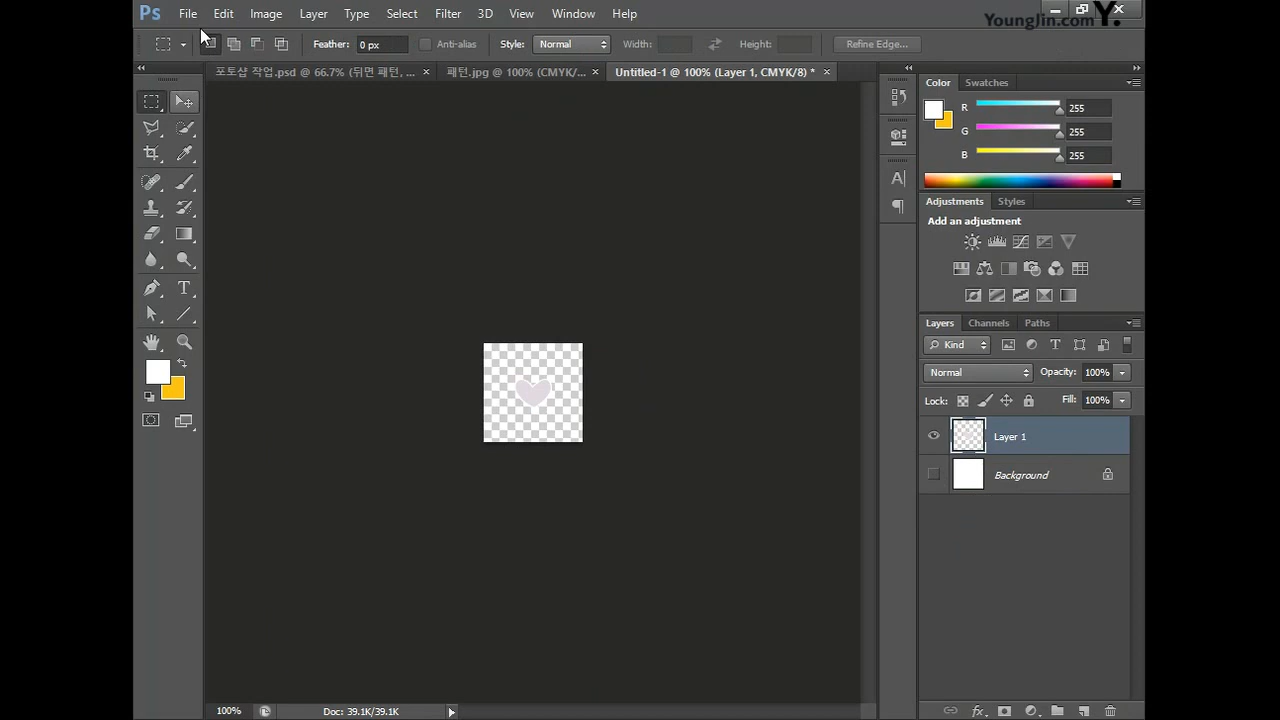 Ps File Edit Image Layer Type Select Filter 3D View Window Help
YoungJin.com Y.
Feather: 0 px Anti-alias Style: Normal Width: Height: Refine Edge...
포토샵 작업.psd @ 66.7% (뒤면 패턴, ... × 패턴.jpg @ 100% (CMYK/... × Untitled-1 @ 100% (Layer 1, CMYK/8) * ×
Color Swatches
R 255
G 255
B 255
Adjustments Styles
Add an adjustment
Layers Channels Paths
Kind
Normal Opacity: 100%
Lock: Fill: 100%
Layer 1
Background
100% Doc: 39.1K/39.1K